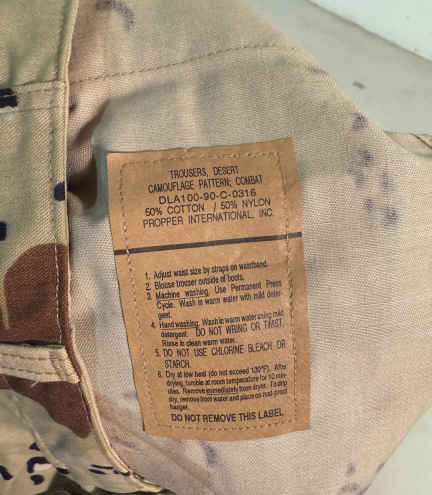 TROUSERS, DESERT
CAMOUFLAGE PATTERN; COMBAT
DLA100-90-C-0316
50% COTTON / 50% NYLON
PROPPER INTERNATIONAL, INC.
1. Adjust waist size by straps on waistband.
2. Blouse trouser outside of boots.
3. Machine washing. Use Permanent Press
Cycle. Wash in warm water with mild deter
gent.
4. Hand washing. Wash in warm water using mild
detergent. DO NOT WRING OR TWIST.
Rinse in clean warm water.
5. DO NOT USE CHLORINE BLEACH OR
STARCH.
6. Dry at low heat (do not exceed 130°F). After
drying, tumble at room temperature for 10 min-
utes. Remove immediately from dryer. To drip
dry, remove from water and place on rust-proof
hanger.
DO NOT REMOVE THIS LABEL